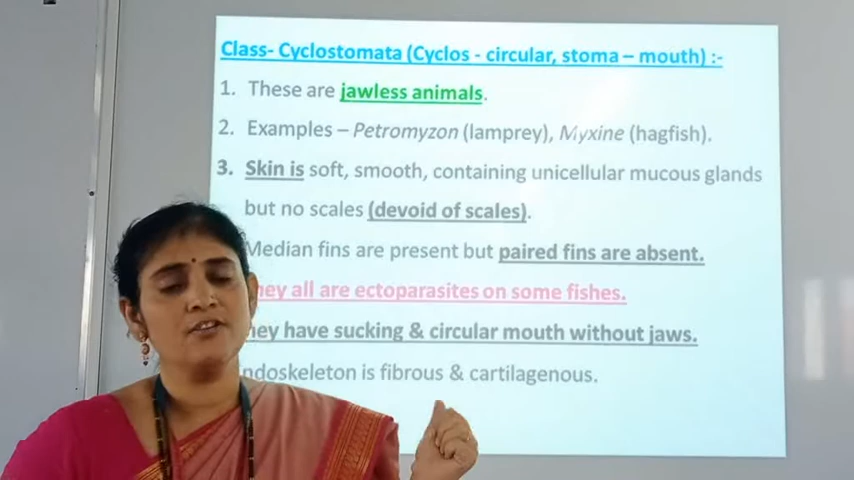 Class- Cyclostomata (Cyclos - circular, stoma – mouth) :-
1. These are jawless animals.
2. Examples – Petromyzon (lamprey), Myxine (hagfish).
3. Skin is soft, smooth, containing unicellular mucous glands
but no scales (devoid of scales).
Median fins are present but paired fins are absent.
hey all are ectoparasites on some fishes.
hey have sucking & circular mouth without jaws.
ndoskeleton is fibrous & cartilagenous.